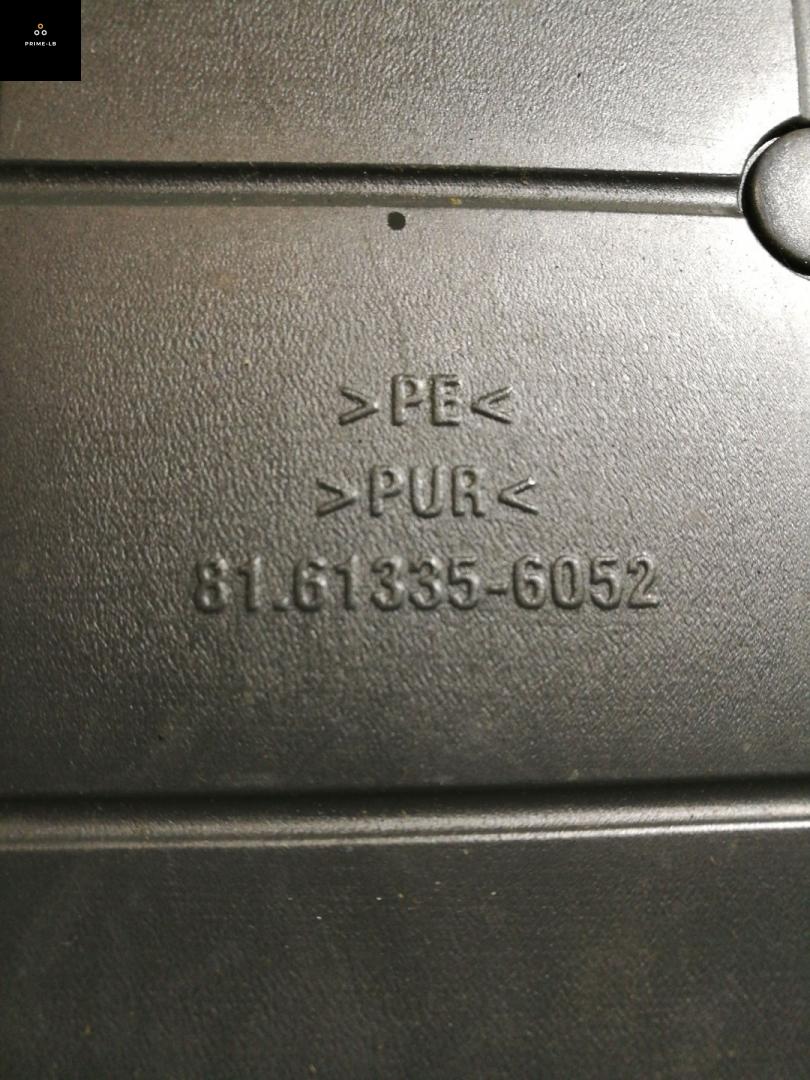 PRIME-LB
>PE<
>PUR<
81.61335-6052